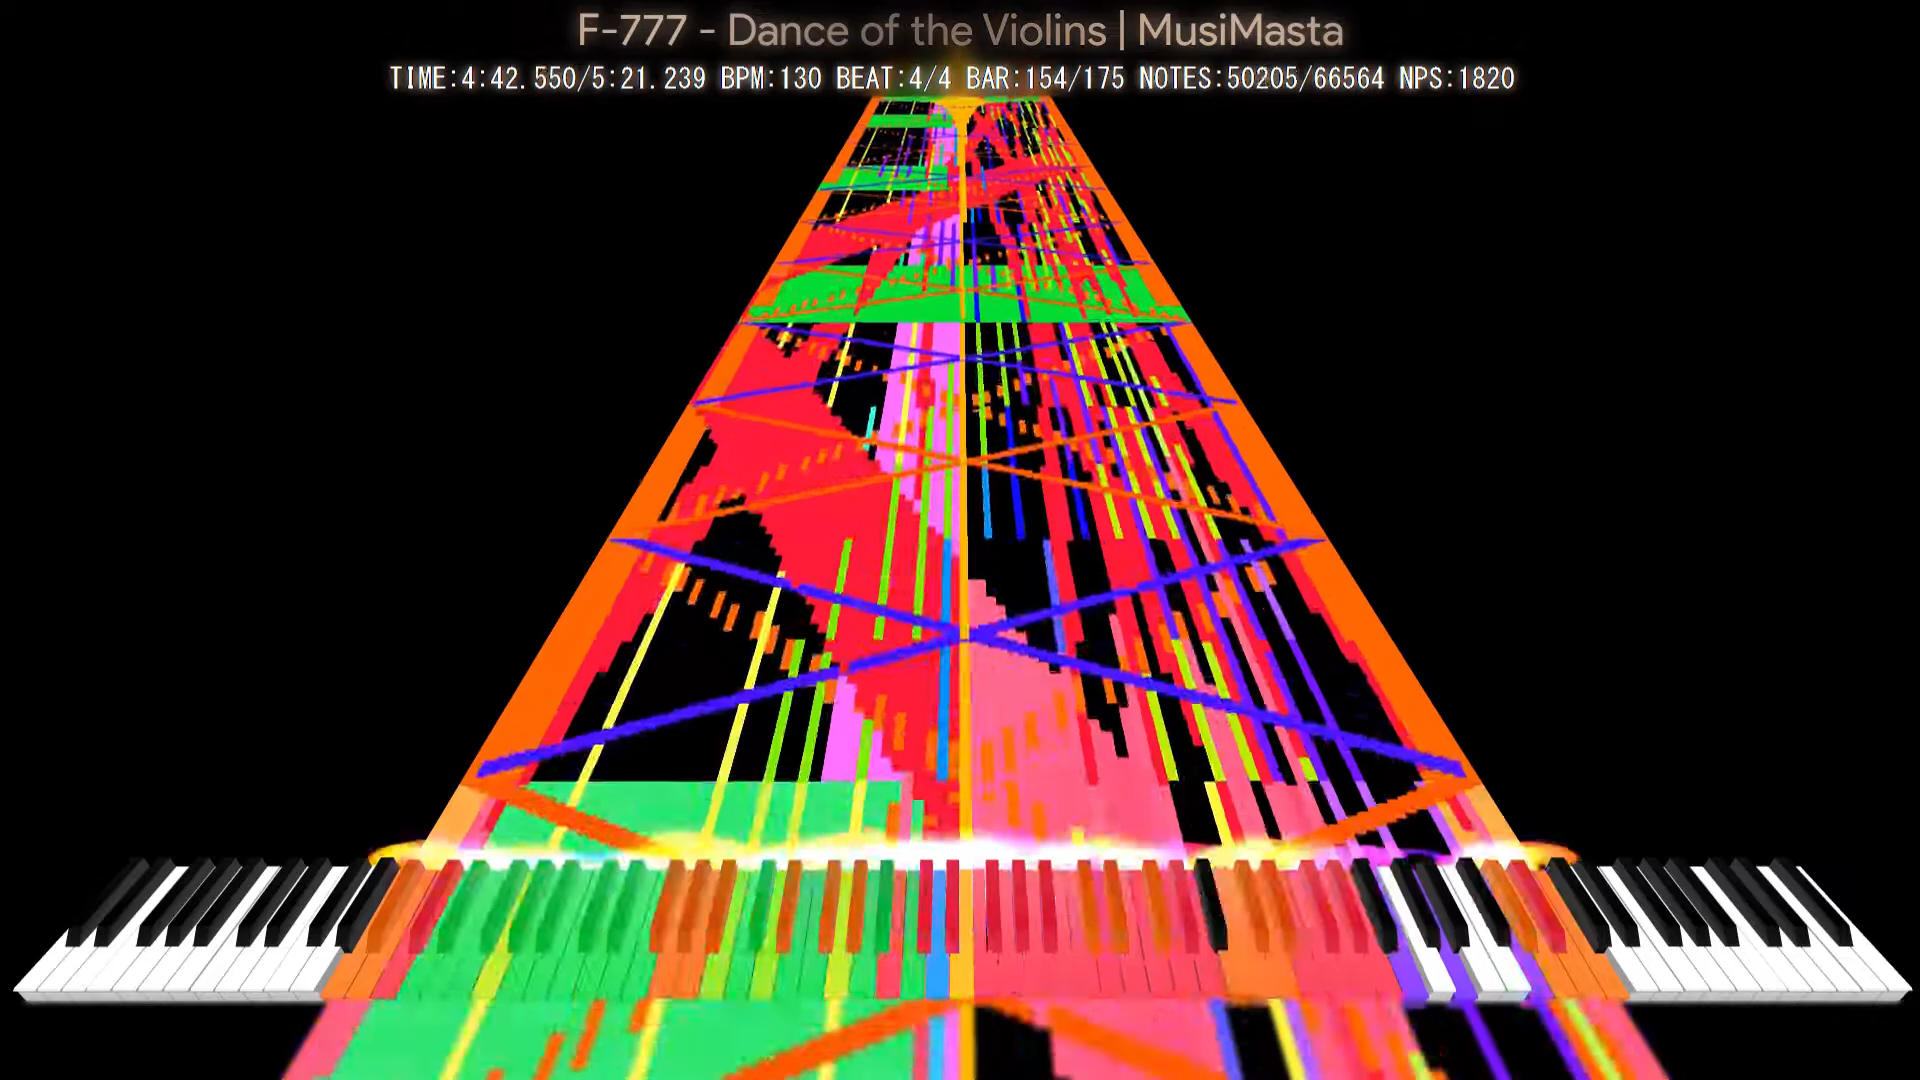 F-777 - Dance of the Violins | MusiMasta
TIME:4:42.550/5:21.239 BPM:130 BEAT:4/4 BAR:154/175 NOTES:50205/66564 NPS:1820